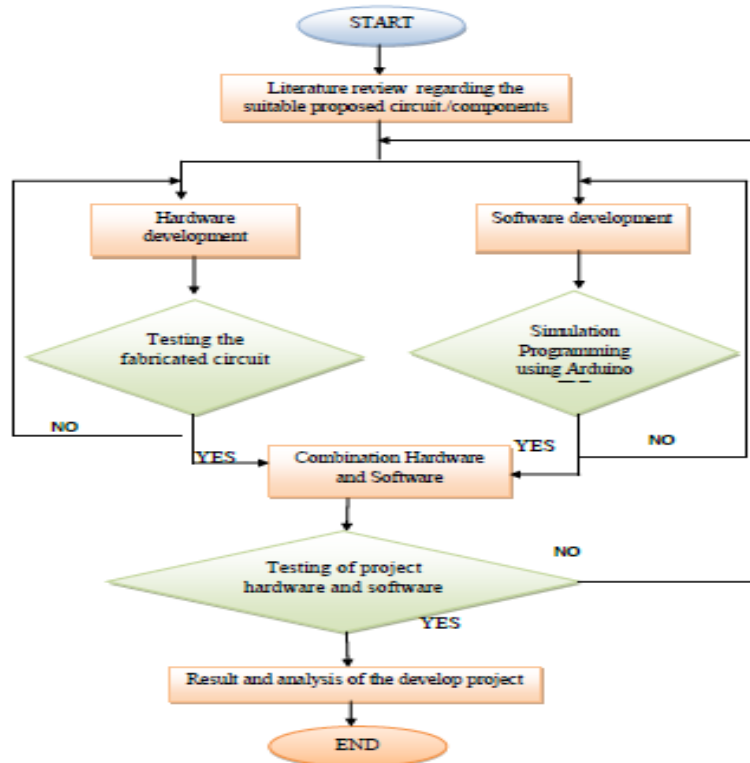 START
Literature review regarding the
suitable proposed circuit./components
Hardware
development
Software development
Testing the
fabricated circuit
Simulation
Programming
using Arduino
NO
YES
YES
NO
Combination Hardware
and Software
Testing of project
hardware and software
NO
YES
Result and analysis of the develop project
END